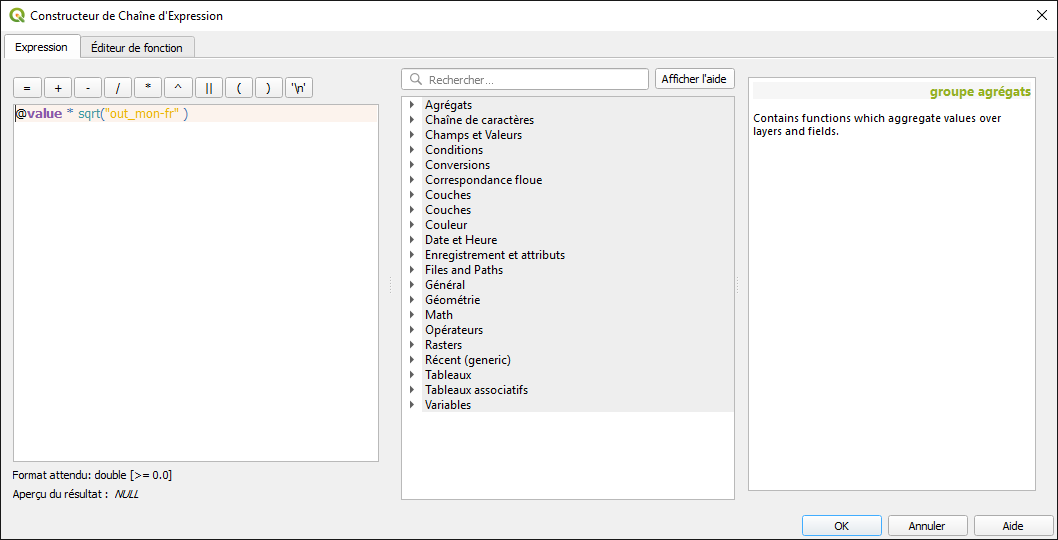 Constructeur de Chaîne d'Expression
Expression
Éditeur de fonction
= + - / * ^ || ( ) '\n'
@value * sqrt("out_mon-fr" )
Format attendu: double [>= 0.0]
Aperçu du résultat : NULL
Rechercher...
Afficher l'aide
Agrégats
Chaîne de caractères
Champs et Valeurs
Conditions
Conversions
Correspondance floue
Couches
Couches
Couleur
Date et Heure
Enregistrement et attributs
Files and Paths
Général
Géométrie
Math
Opérateurs
Rasters
Récent (generic)
Tableaux
Tableaux associatifs
Variables
groupe agrégats
Contains functions which aggregate values over
layers and fields.
OK
Annuler
Aide